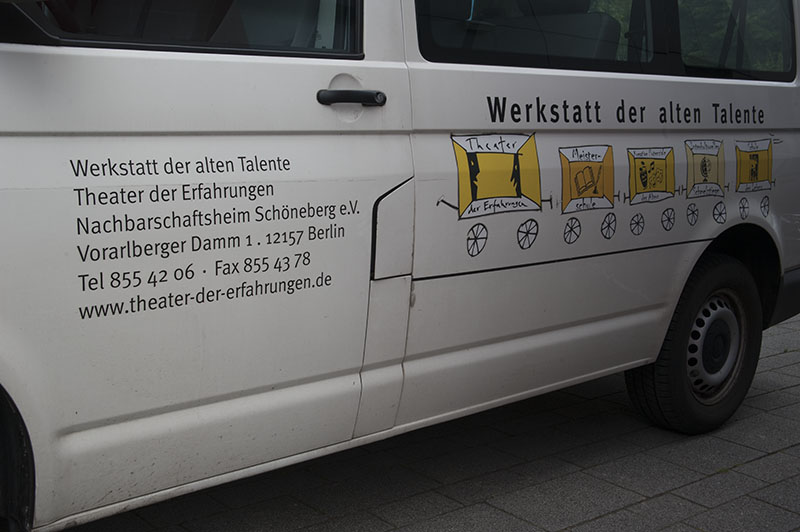 Werkstatt der alten Talente
Theater der Erfahrungen
Nachbarschaftsheim Schöneberg e.V.
Vorarlberger Damm 1 . 12157 Berlin
Tel 855 42 06 · Fax 855 43 78
www.theater-der-erfahrungen.de
Werkstatt der alten Talente
Theater
der Erfahrungen
Meister-
schule